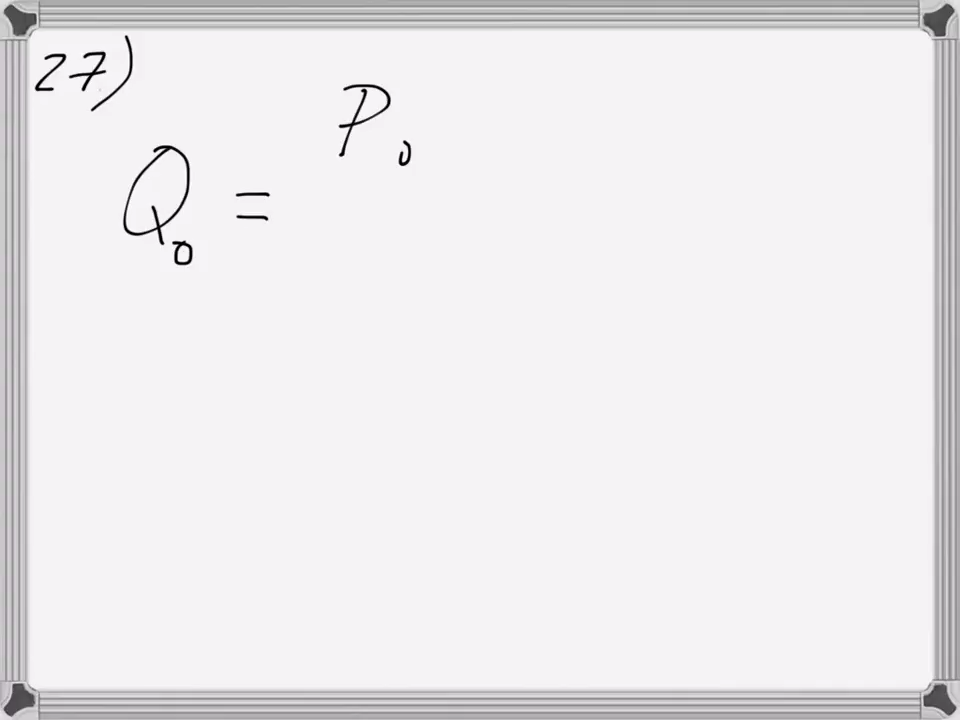 27)
P₀
Q₀ =